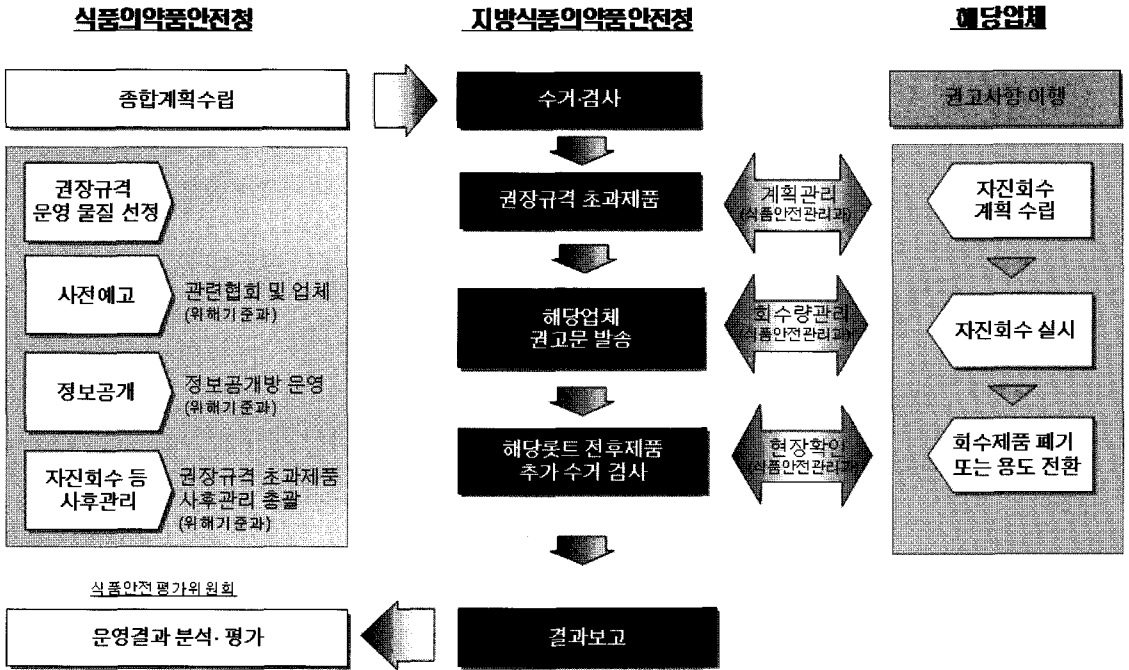 식품의약품안전청
지방식품의약품안전청
해당업체
종합계획수립
수거·검사
권고사항 이행
권장규격
운영 물질 선정
사전예고
관련협회 및 업체
(위해기준과)
정보공개
정보공개방 운영
(위해기준과)
자진회수 등
사후관리
권장규격 초과제품
사후관리 총괄
(위해기준과)
권장규격 초과제품
해당업체
권고문 발송
해당롯트 전후제품
추가 수거 검사
계획관리
(식품안전관리과)
회수량관리
(식품안전관리과)
현장확인
(식품안전관리과)
자진회수
계획 수립
자진회수 실시
회수제품 폐기
또는 용도 전환
식품안전평가위원회
운영결과 분석· 평가
결과보고